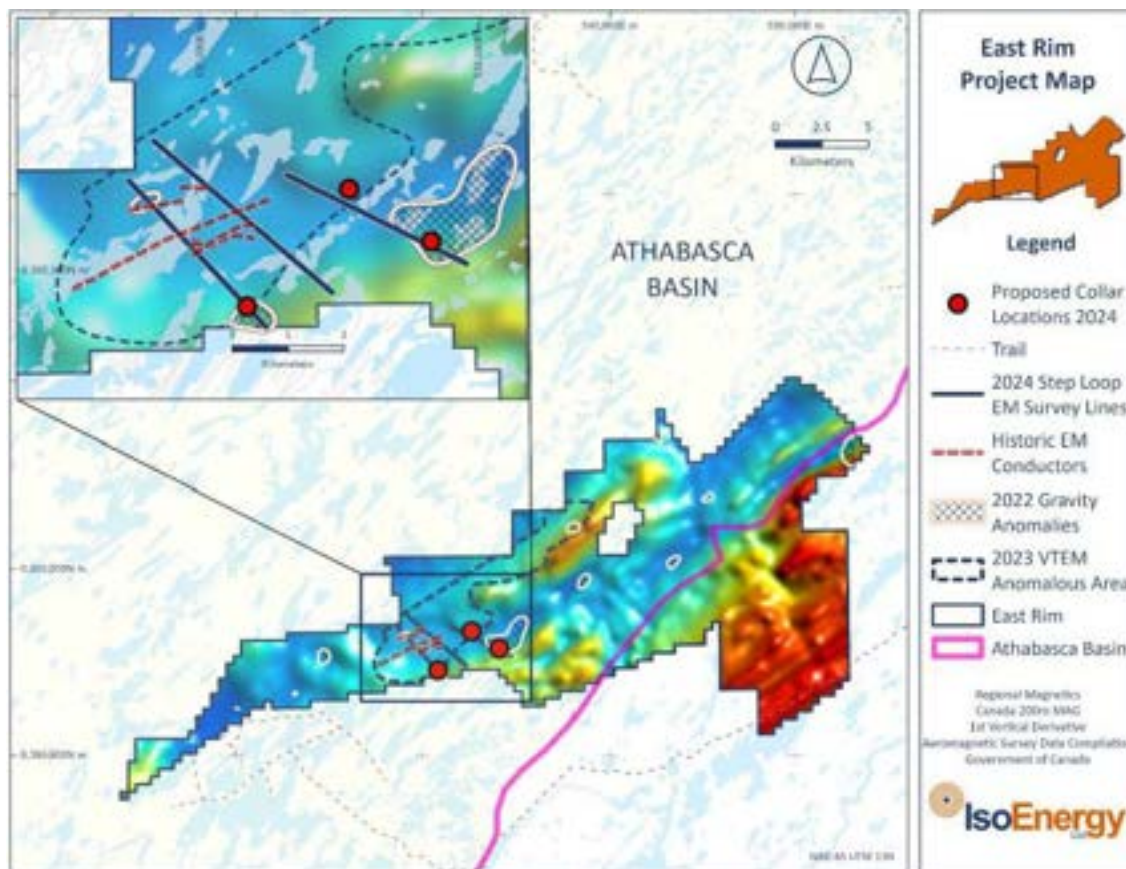 East Rim
Project Map
Legend
Proposed Collar
Locations 2024
Trail
2024 Step Loop
EM Survey Lines
Historic EM
Conductors
2022 Gravity
Anomalies
2023 VTEM
Anomalous Area
East Rim
Athabasca Basin
Regional Magnetics
Canada 200m MAG
1st Vertical Derivative
Aeromagnetic Survey Data Compilation
Government of Canada
IsoEnergy
ATHABASCA
BASIN
0 2.5 5
Kilometers
Kilometers